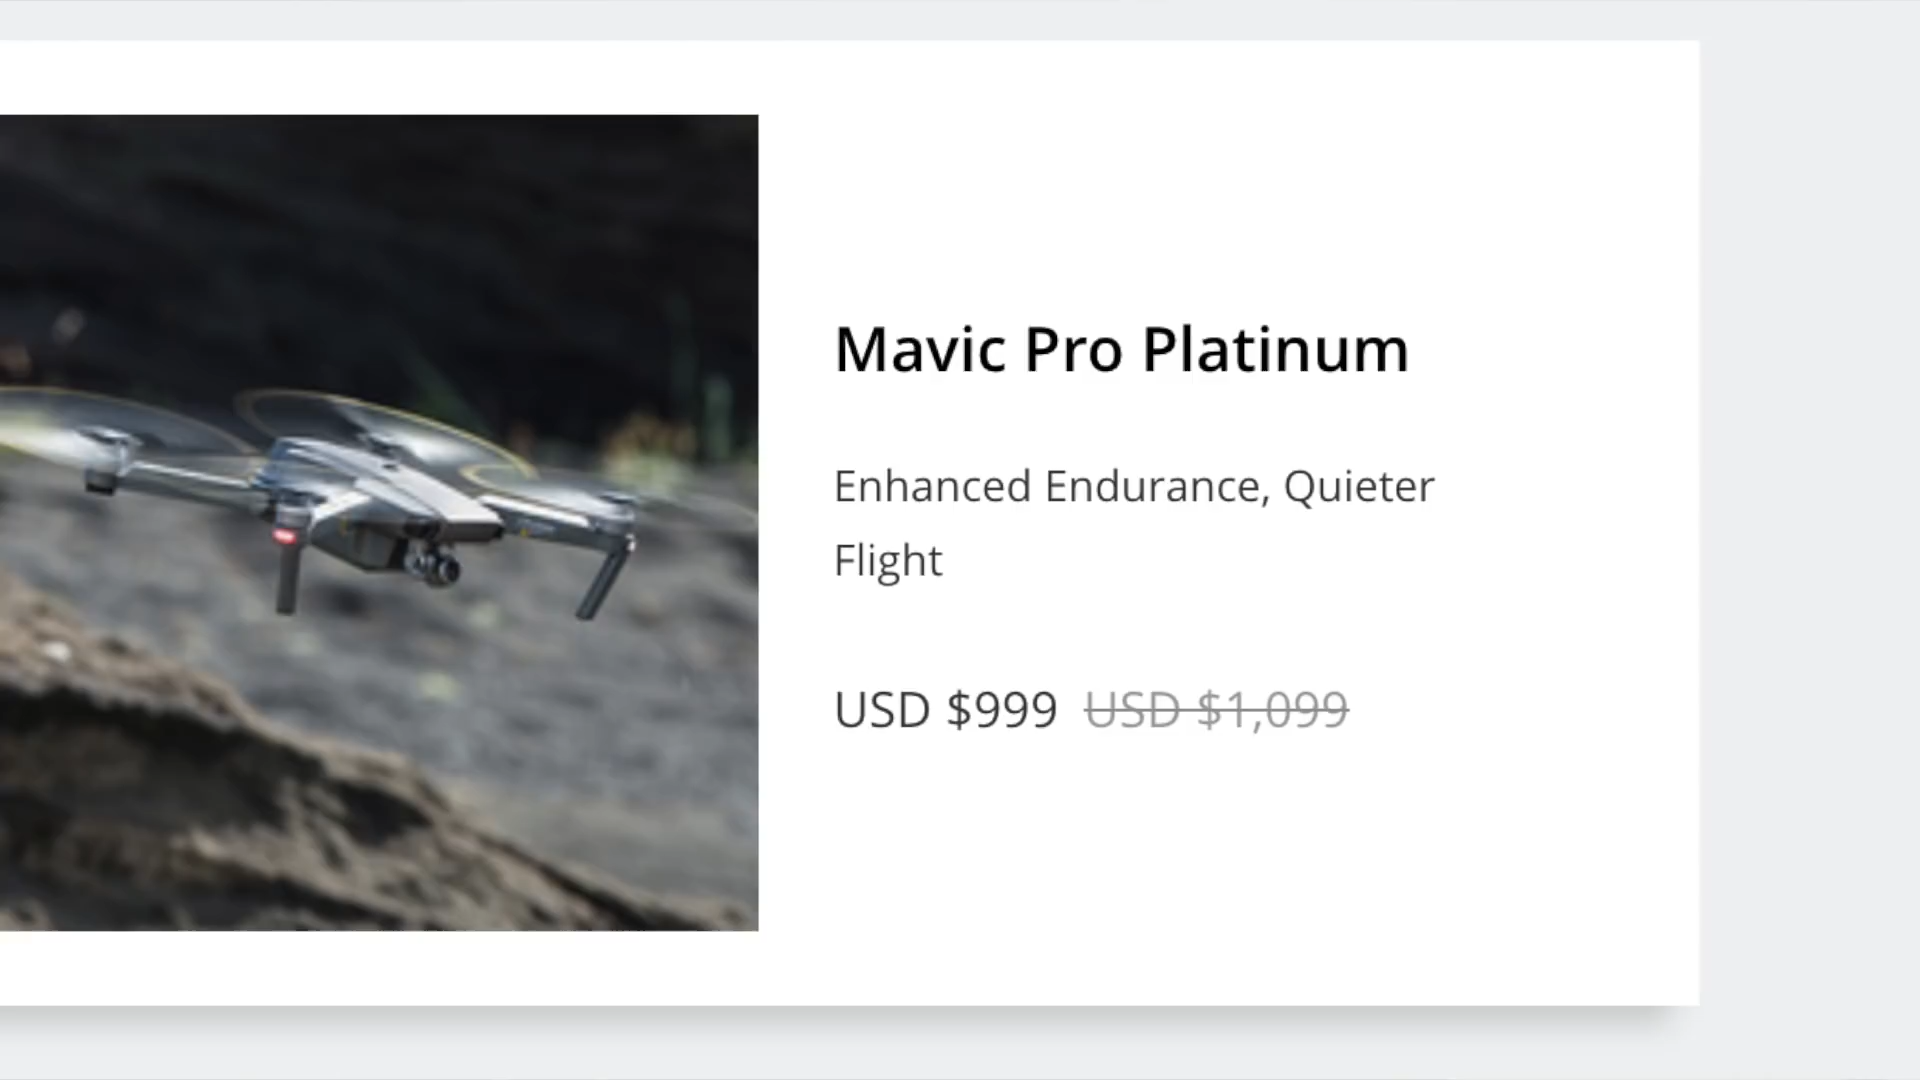 Mavic Pro Platinum
Enhanced Endurance, Quieter
Flight
USD $999 USD $1,099